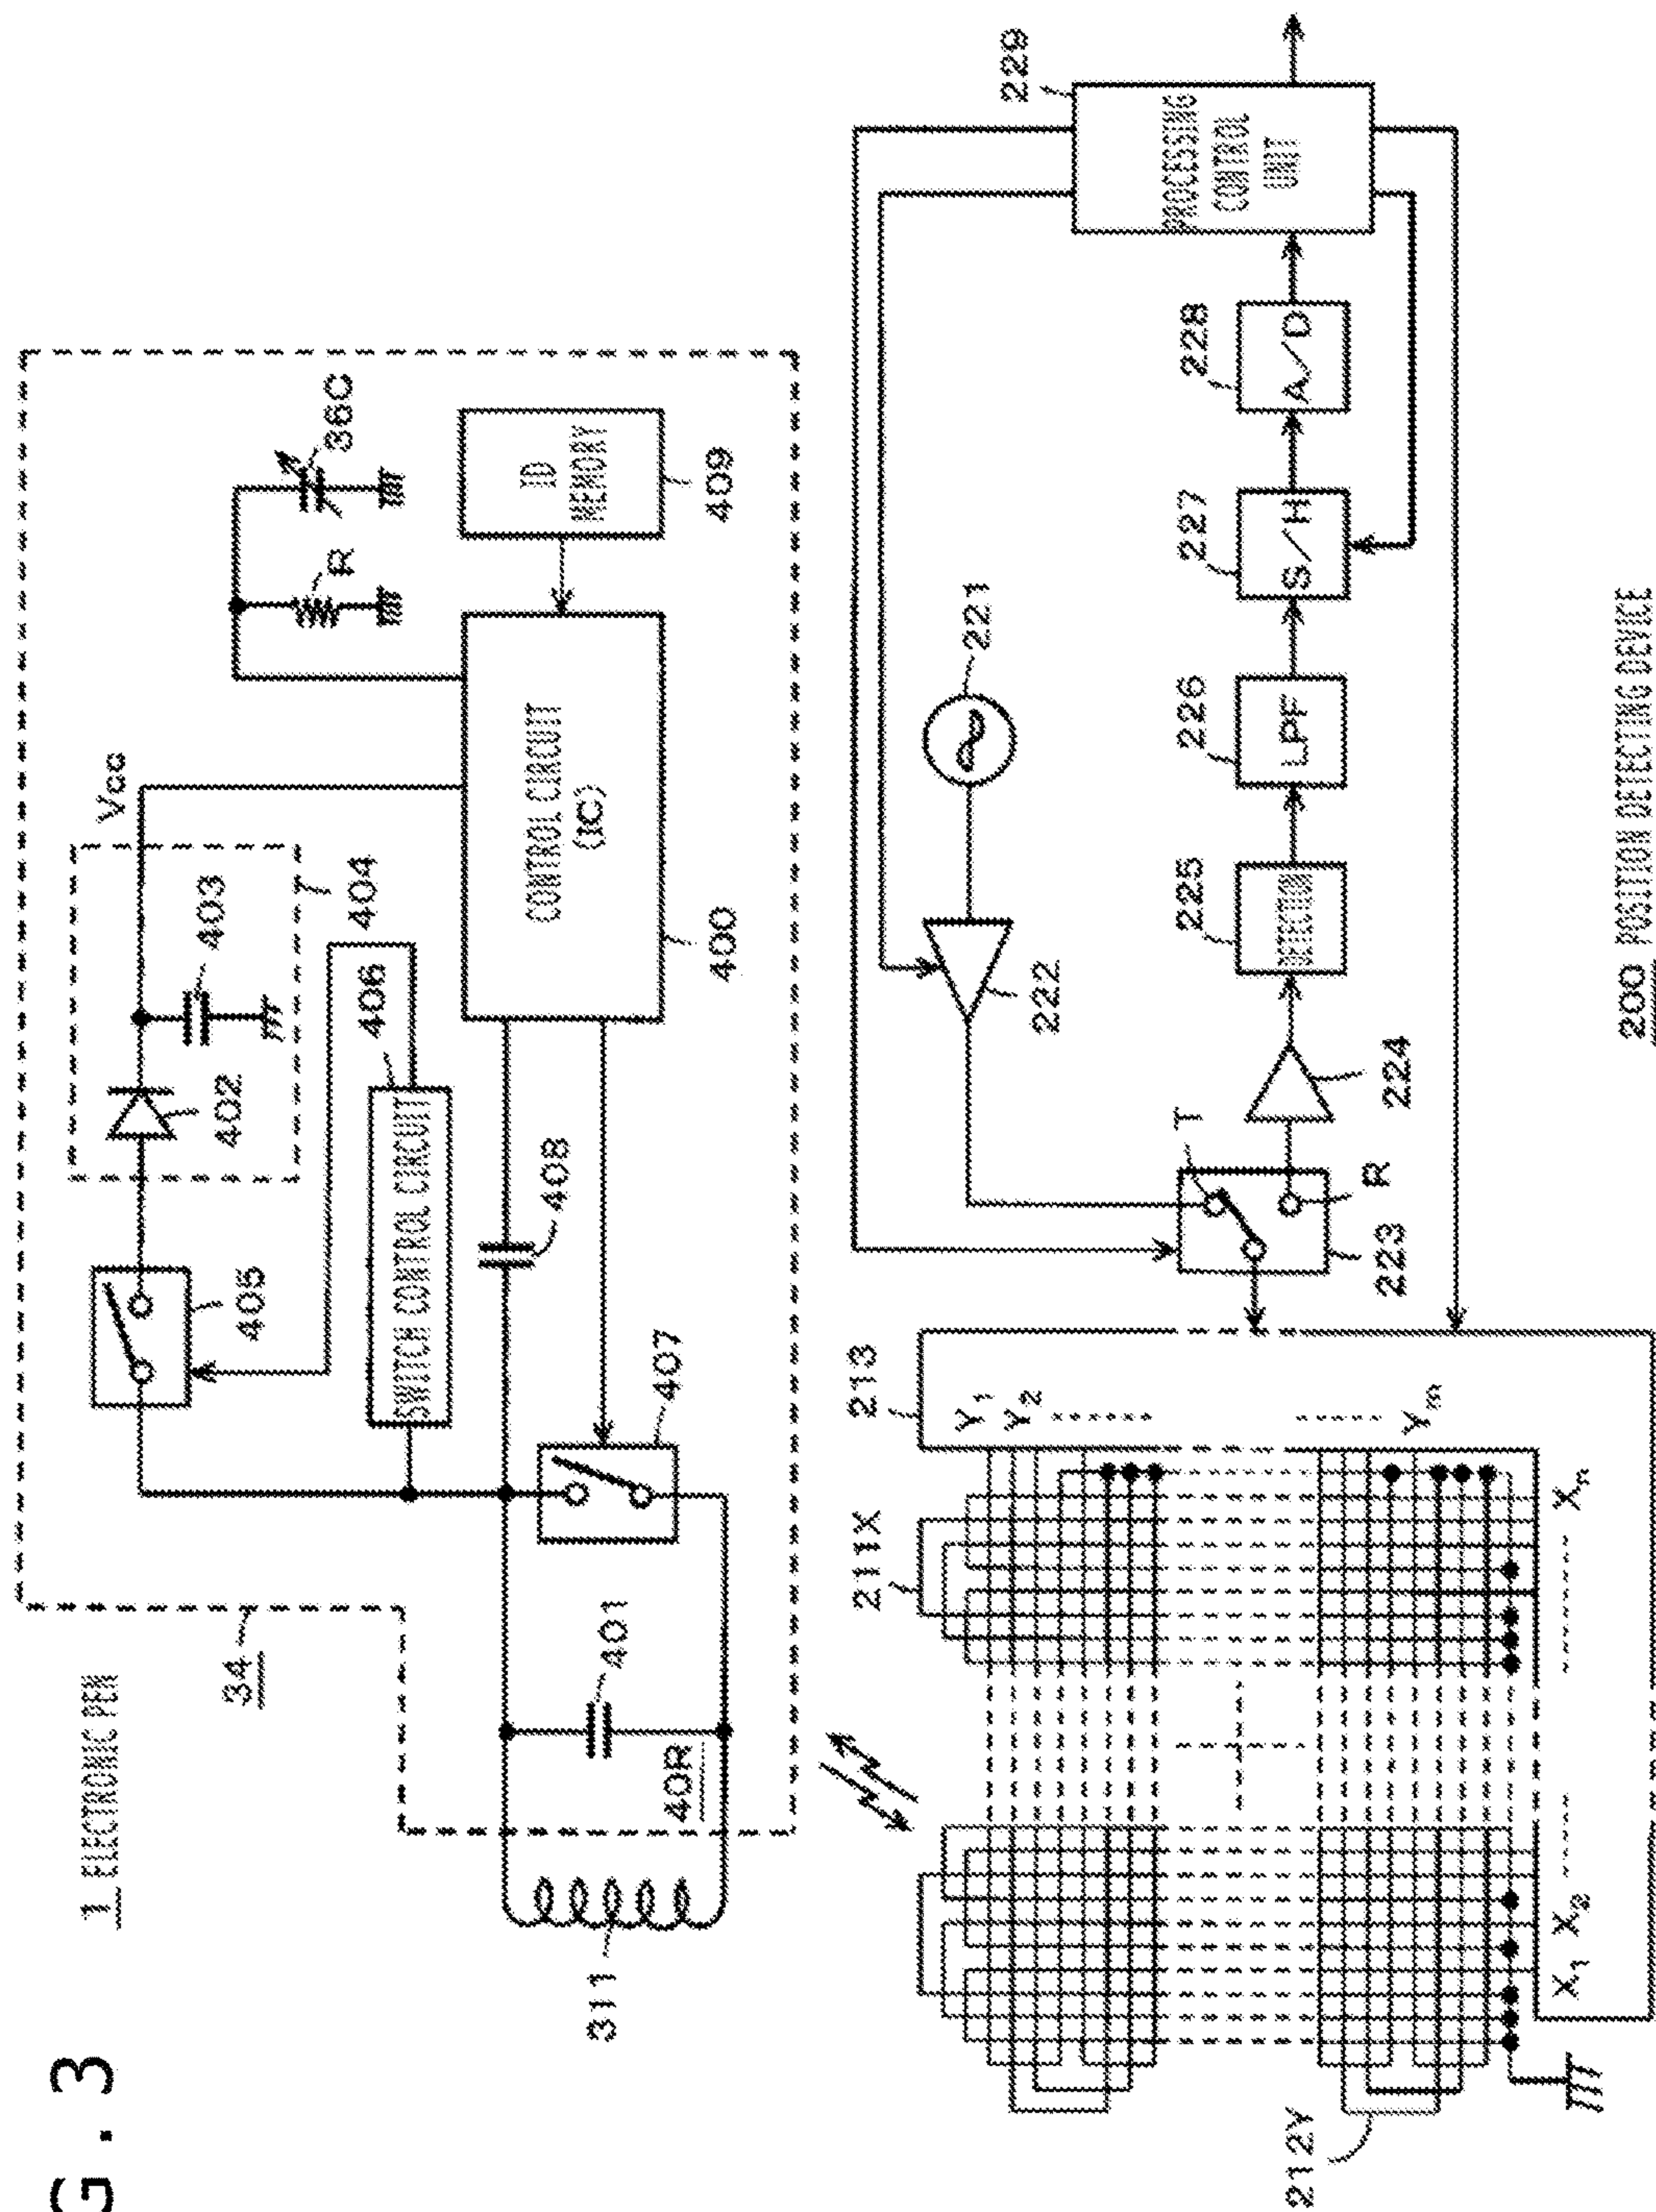 G. 3
1 ELECTRONIC PEN
34
405
402
403
404
Vcc
R
36C
406
SWITCH CONTROL CIRCUIT
408
CONTROL CIRCUIT
(IC)
400
ID
MEMORY
409
407
401
40R
311
211X
213
Y1
Y2
Ym
X1 X2
Xn
212Y
223
T
R
222
221
224
225
DETECTION
226
LPF
227
S/H
228
A/D
229
PROCESSING
CONTROL
UNIT
200 POSITION DETECTING DEVICE